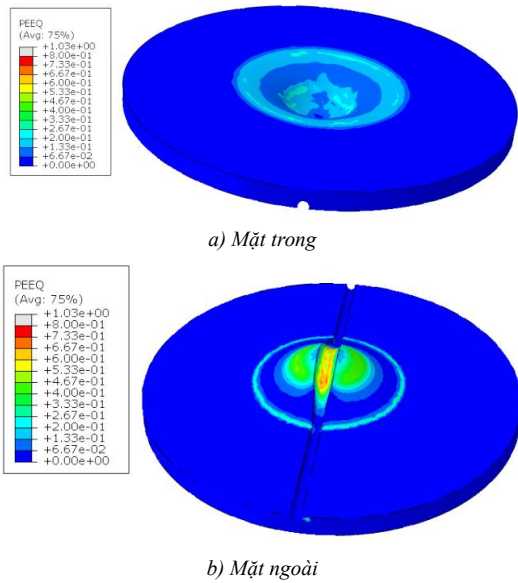 PEEQ
(Avg: 75%)
+1.03e+00
+8.00e-01
+7.33e-01
+6.67e-01
+6.00e-01
+5.33e-01
+4.67e-01
+4.00e-01
+3.33e-01
+2.67e-01
+2.00e-01
+1.33e-01
+6.67e-02
+0.00e+00
a) Mặt trong
PEEQ
(Avg: 75%)
+1.03e+00
+8.00e-01
+7.33e-01
+6.67e-01
+6.00e-01
+5.33e-01
+4.67e-01
+4.00e-01
+3.33e-01
+2.67e-01
+2.00e-01
+1.33e-01
+6.67e-02
+0.00e+00
b) Mặt ngoài